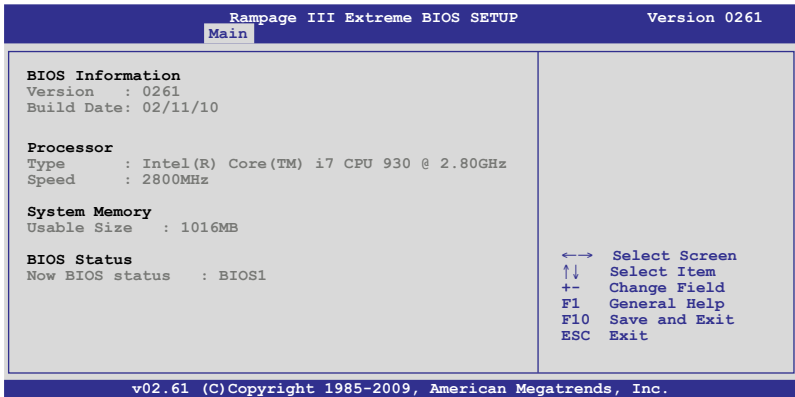 Rampage III Extreme BIOS SETUP Version 0261
Main
BIOS Information
Version : 0261
Build Date: 02/11/10
Processor
Type : Intel(R) Core(TM) i7 CPU 930 @ 2.80GHz
Speed : 2800MHz
System Memory
Usable Size : 1016MB
BIOS Status
Now BIOS status : BIOS1
←→ Select Screen
↑↓ Select Item
+- Change Field
F1 General Help
F10 Save and Exit
ESC Exit
v02.61 (C)Copyright 1985-2009, American Megatrends, Inc.